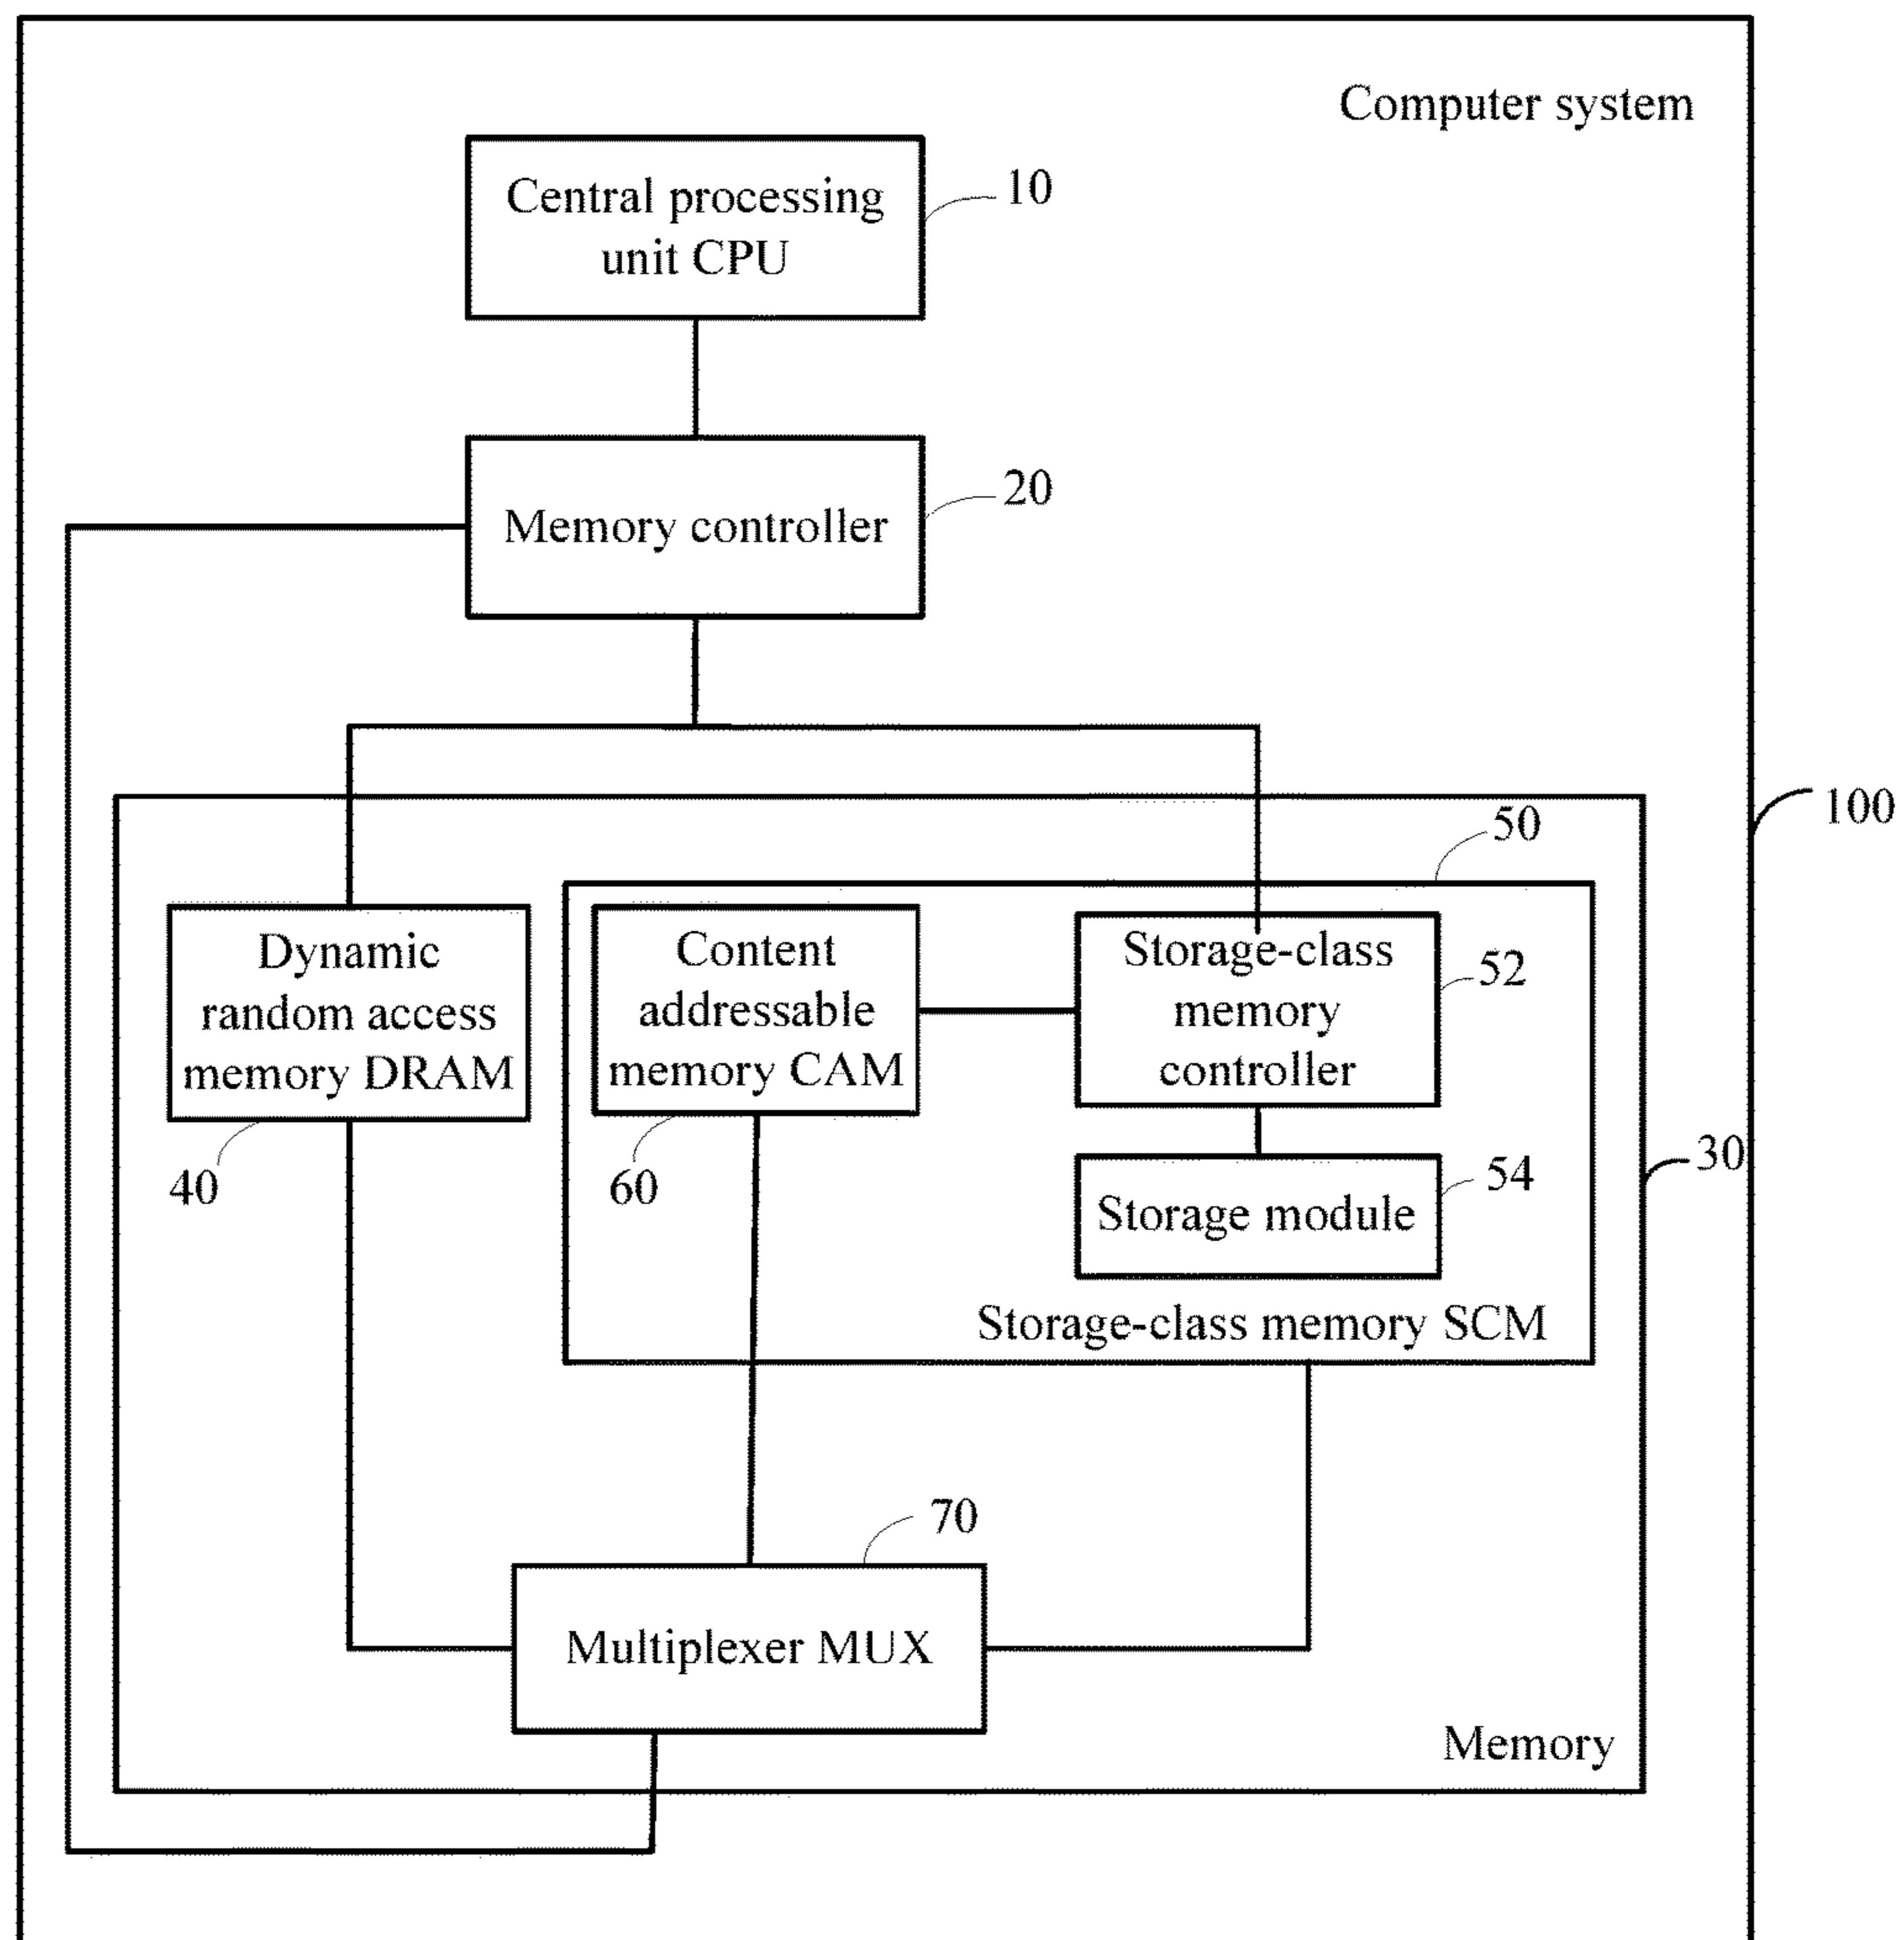 Computer system
Central processing
unit CPU
10
Memory controller
20
100
50
Dynamic
random access
memory DRAM
Content
addressable
memory CAM
Storage-class
memory
controller
52
40
60
30
Storage module
54
Storage-class memory SCM
70
Multiplexer MUX
Memory